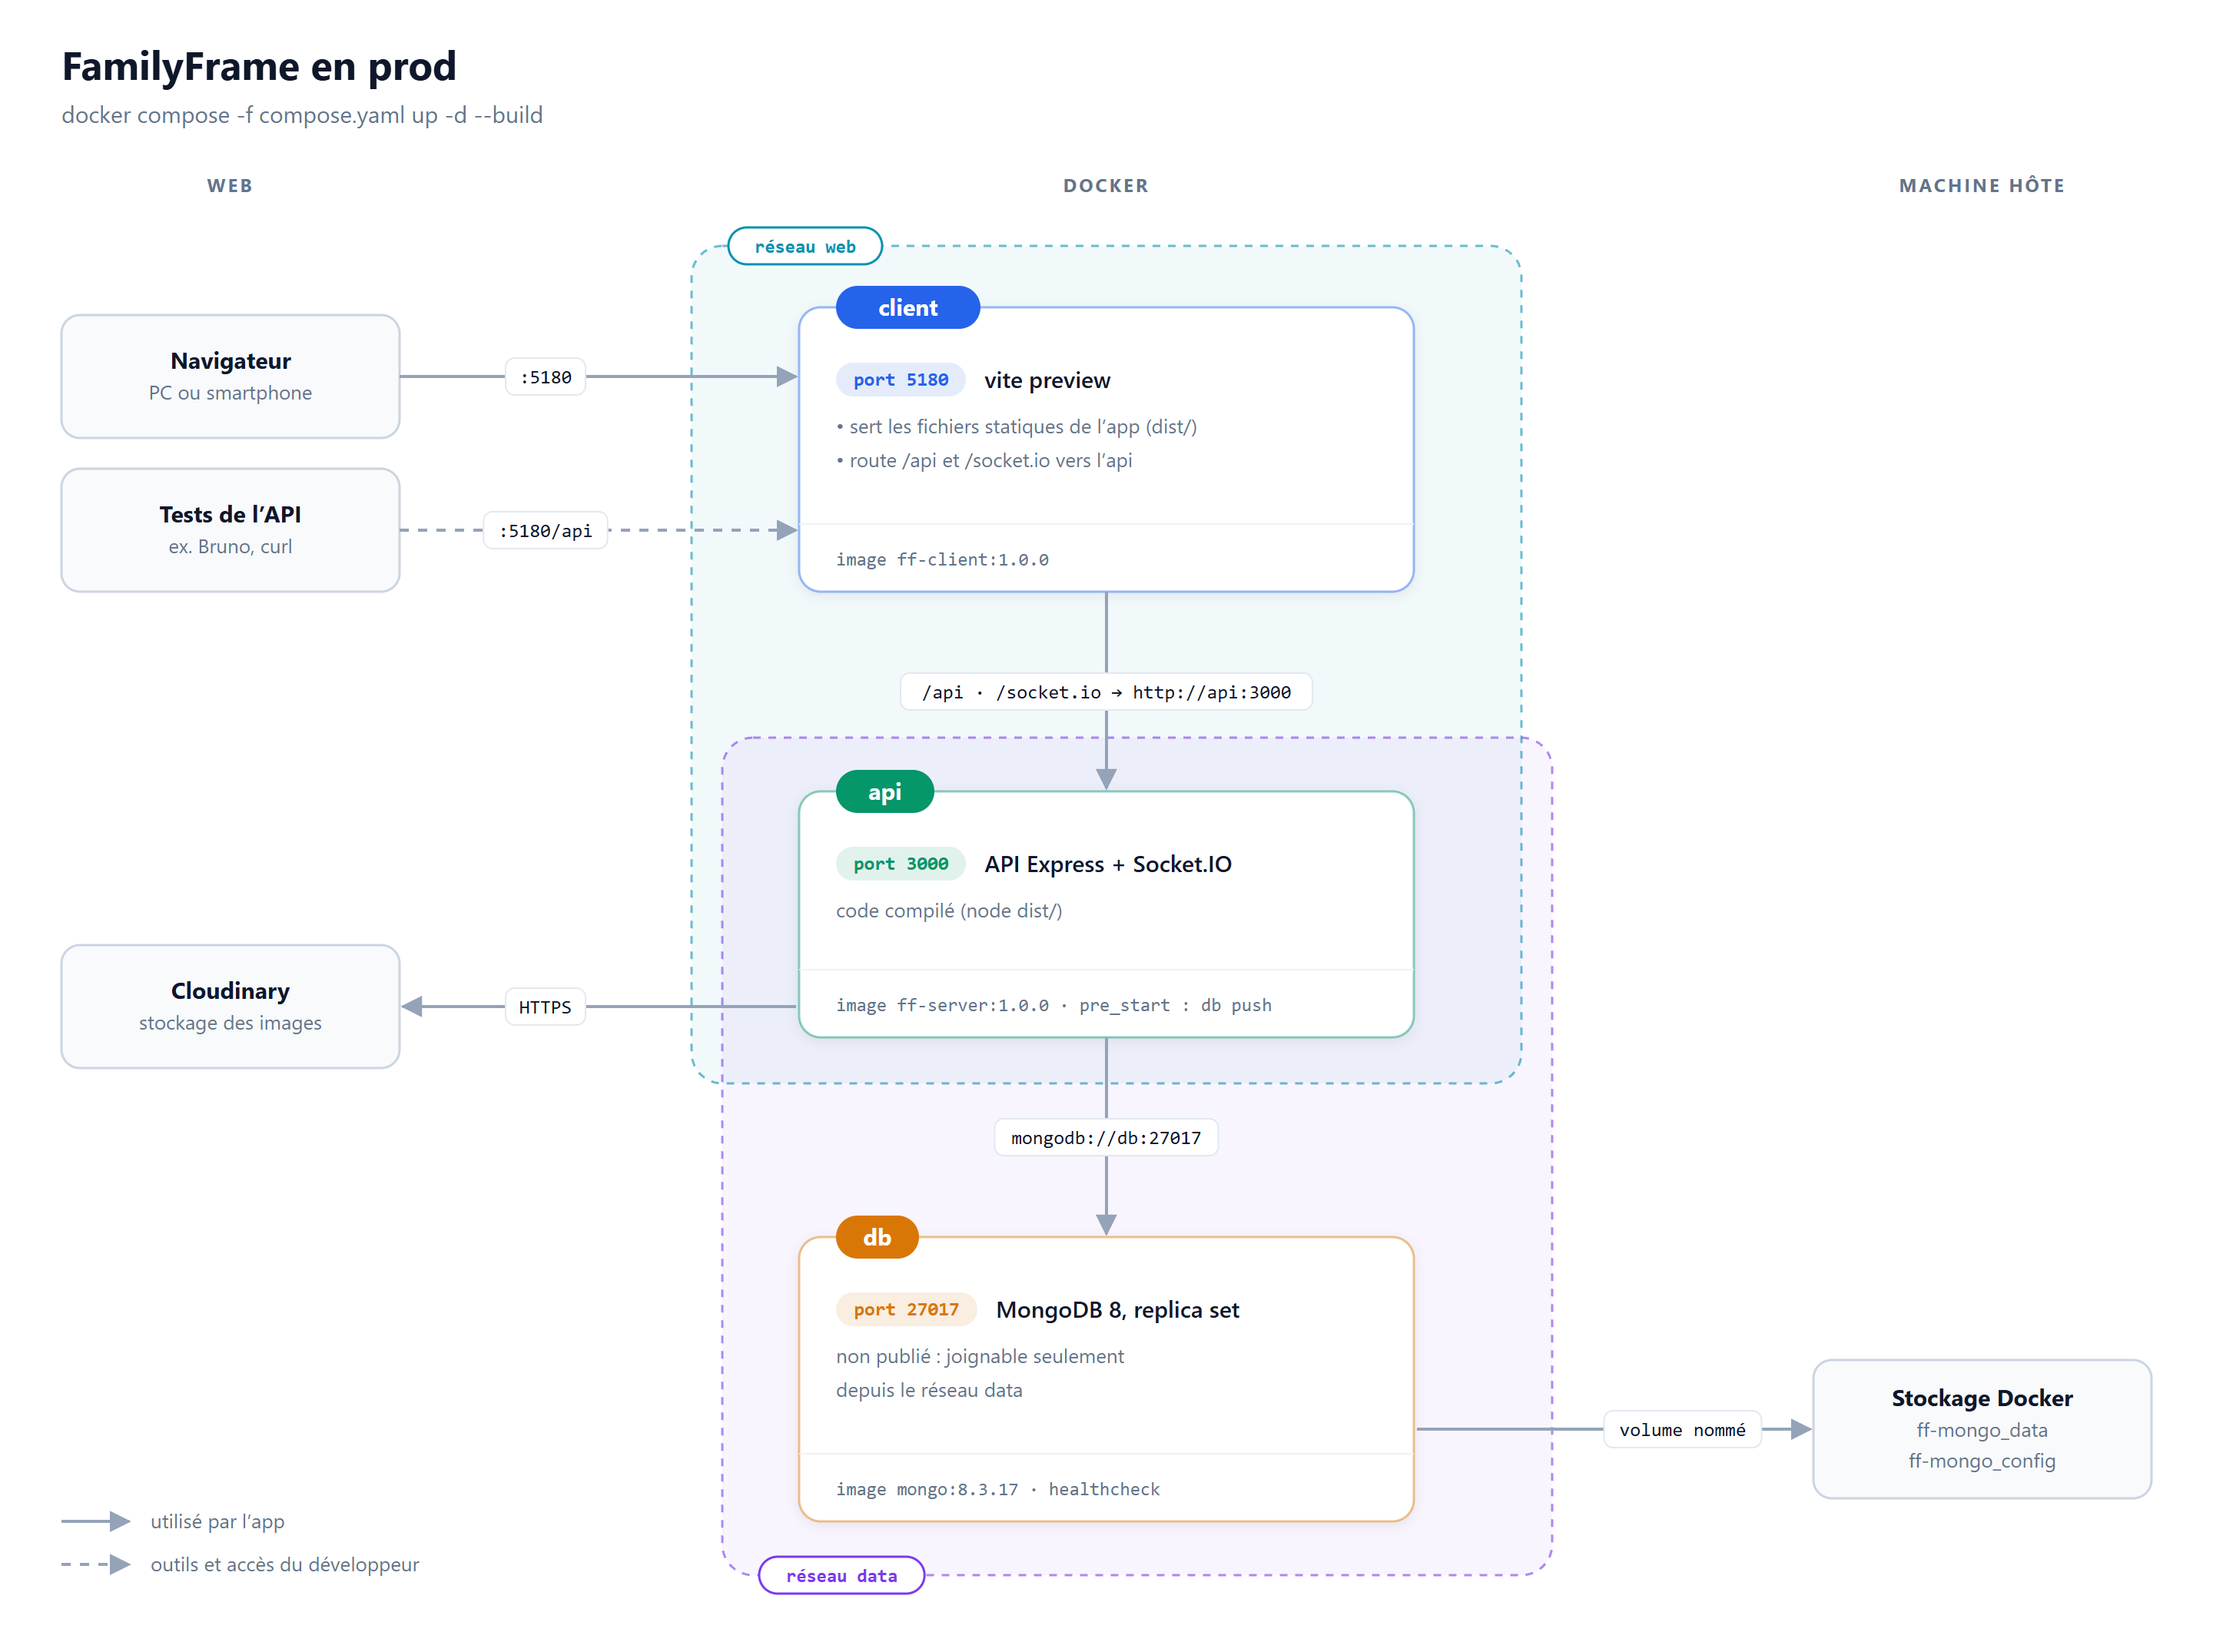 FamilyFrame en prod
docker compose -f compose.yaml up -d --build
WEB
DOCKER
MACHINE HÔTE
réseau web
client
Navigateur
PC ou smartphone
:5180
port 5180 vite preview
• sert les fichiers statiques de l’app (dist/)
• route /api et /socket.io vers l’api
Tests de l’API
ex. Bruno, curl
:5180/api
image ff-client:1.0.0
/api · /socket.io → http://api:3000
api
port 3000 API Express + Socket.IO
code compilé (node dist/)
Cloudinary
stockage des images
HTTPS
image ff-server:1.0.0 · pre_start : db push
mongodb://db:27017
db
port 27017 MongoDB 8, replica set
non publié : joignable seulement
depuis le réseau data
volume nommé
Stockage Docker
ff-mongo_data
ff-mongo_config
image mongo:8.3.17 · healthcheck
utilisé par l’app
outils et accès du développeur
réseau data